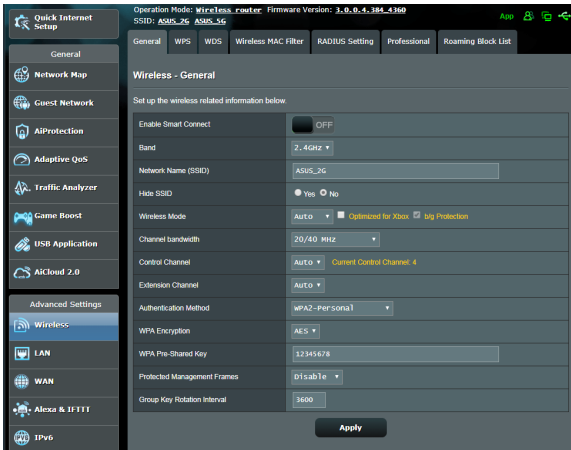 Quick Internet
Setup
Operation Mode: Wireless router Firmware Version: 3.0.0.4.384_4360
SSID: ASUS_2G ASUS_5G
App
General
Network Map
Guest Network
AiProtection
Adaptive QoS
Traffic Analyzer
Game Boost
USB Application
AiCloud 2.0
Advanced Settings
Wireless
LAN
WAN
Alexa & IFTTT
IPv6
General WPS WDS Wireless MAC Filter RADIUS Setting Professional Roaming Block List
Wireless - General
Set up the wireless related information below.
Enable Smart Connect OFF
Band 2.4GHz
Network Name (SSID) ASUS_2G
Hide SSID Yes No
Wireless Mode Auto Optimized for Xbox b/g Protection
Channel bandwidth 20/40 MHz
Control Channel Auto Current Control Channel: 4
Extension Channel Auto
Authentication Method WPA2-Personal
WPA Encryption AES
WPA Pre-Shared Key 12345678
Protected Management Frames Disable
Group Key Rotation Interval 3600
Apply